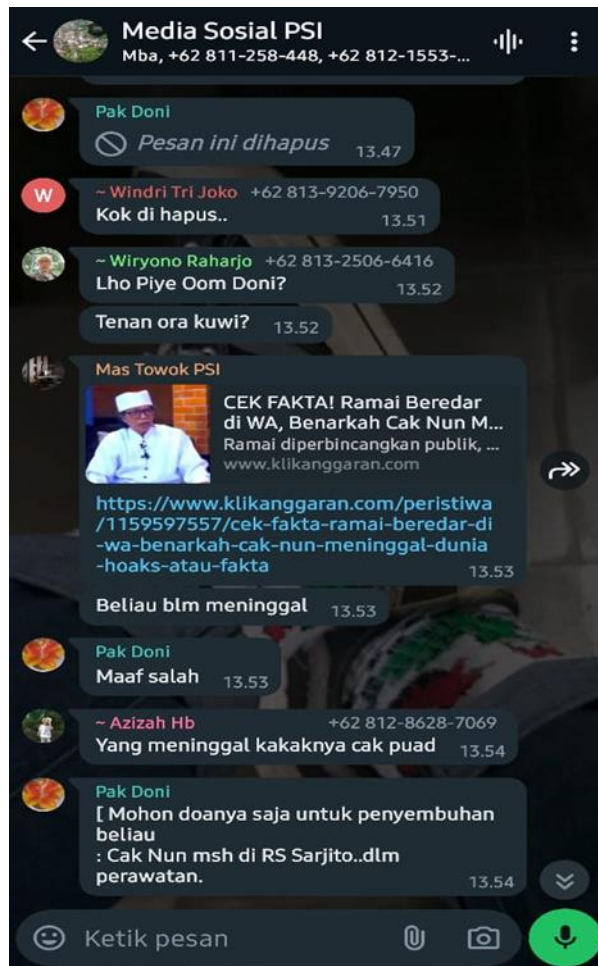 Media Sosial PSI
Mba, +62 811-258-448, +62 812-1553-...
Pak Doni
Pesan ini dihapus 13.47
W
~ Windri Tri Joko +62 813-9206-7950
Kok di hapus.. 13.51
~ Wiryono Raharjo +62 813-2506-6416
Lho Piye Oom Doni? 13.52
Tenan ora kuwi? 13.52
Mas Towok PSI
CEK FAKTA! Ramai Beredar
di WA, Benarkah Cak Nun M...
Ramai diperbincangkan publik, ...
www.klikanggaran.com
https://www.klikanggaran.com/peristiwa
/1159597557/cek-fakta-ramai-beredar-di
-wa-benarkah-cak-nun-meninggal-dunia
-hoaks-atau-fakta 13.53
Beliau blm meninggal 13.53
Pak Doni
Maaf salah 13.53
~ Azizah Hb +62 812-8628-7069
Yang meninggal kakaknya cak puad 13.54
Pak Doni
[ Mohon doanya saja untuk penyembuhan
beliau
: Cak Nun msh di RS Sarjito..dlm
perawatan. 13.54
Ketik pesan